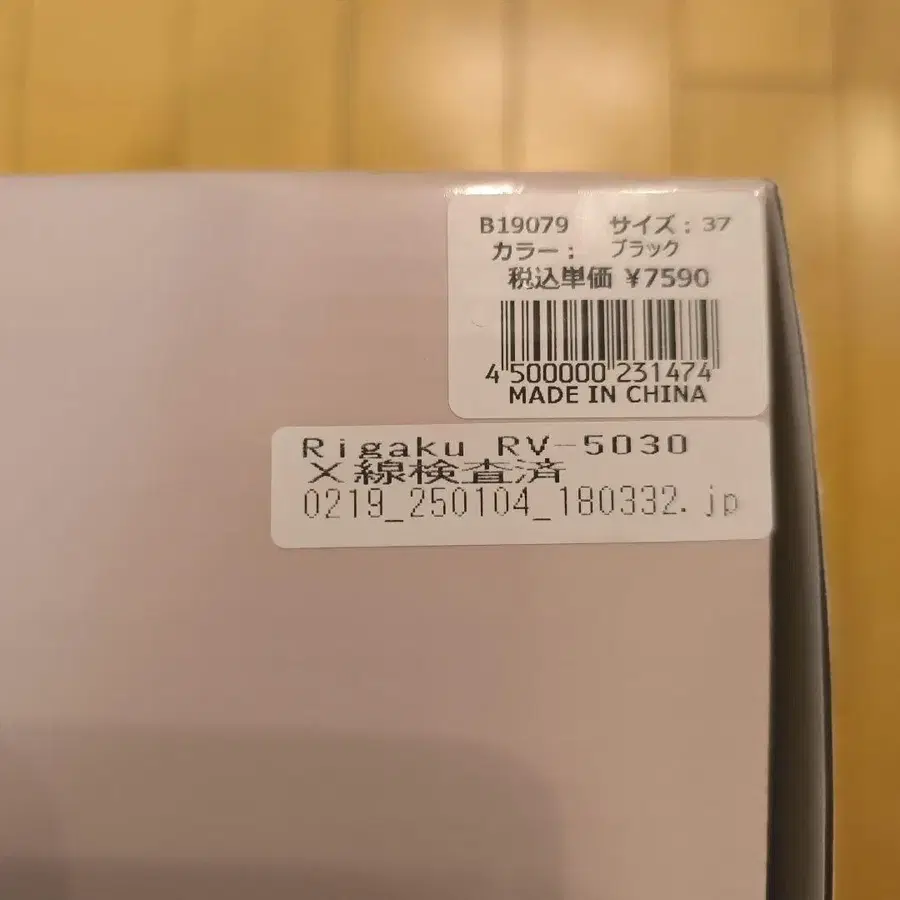 B19079 サイズ：37
カラー： ブラック
税込単価 ¥7590
4 500000 231474
MADE IN CHINA
Rigaku RV-5030
X線検査済
0219_250104_180332.jp